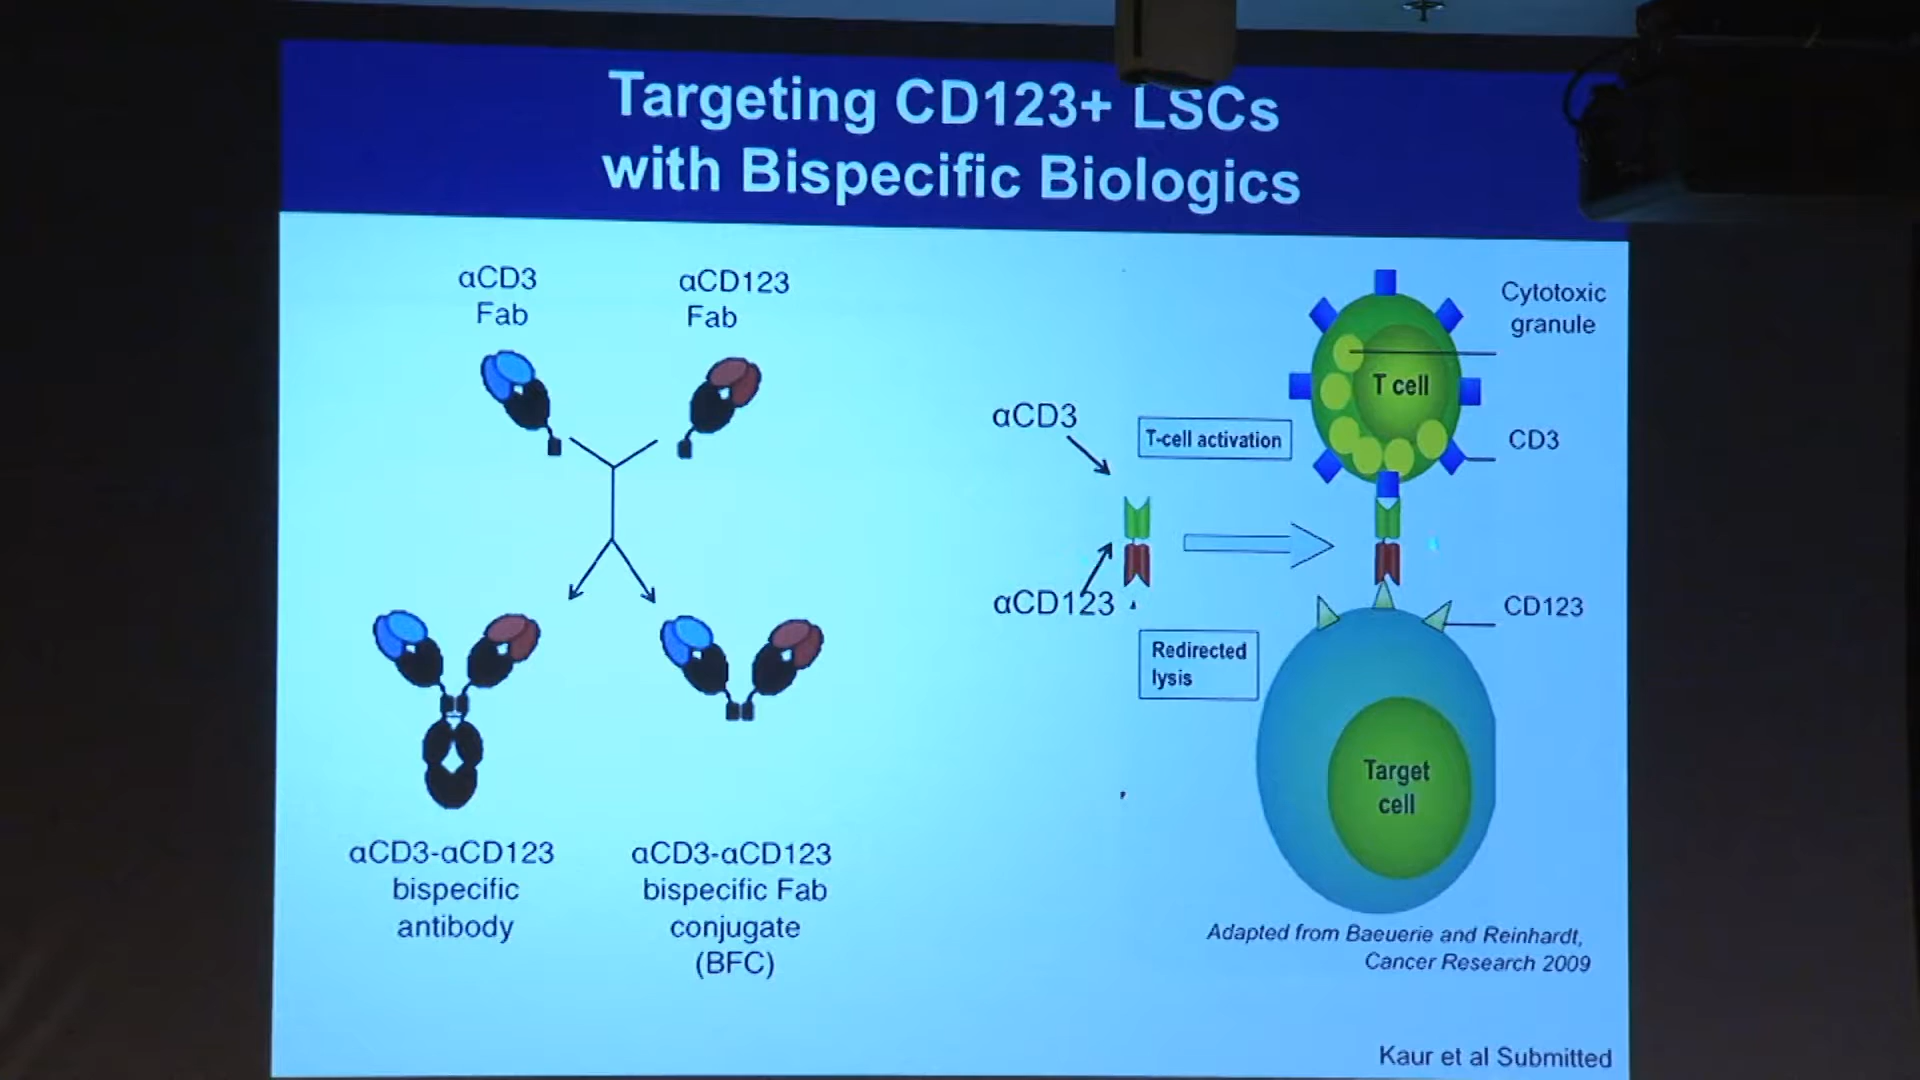 Targeting CD123+ LSCs
with Bispecific Biologics
αCD3
Fab
αCD123
Fab
αCD3-αCD123
bispecific
antibody
αCD3-αCD123
bispecific Fab
conjugate
(BFC)
αCD3
αCD123
T-cell activation
Redirected
lysis
Cytotoxic
granule
T cell
CD3
CD123
Target
cell
Adapted from Baeuerie and Reinhardt,
Cancer Research 2009
Kaur et al Submitted